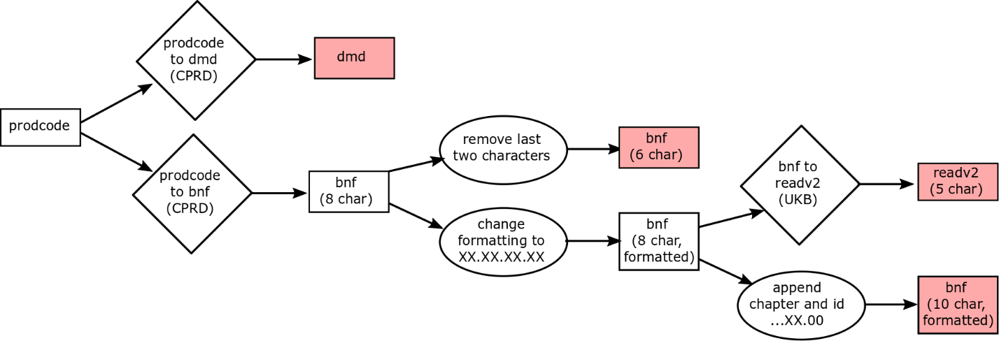 prodcode
prodcode
to dmd
(CPRD)
dmd
prodcode
to bnf
(CPRD)
bnf
(8 char)
remove last
two characters
bnf
(6 char)
change
formatting to
XX.XX.XX.XX
bnf
(8 char,
formatted)
bnf to
readv2
(UKB)
readv2
(5 char)
append
chapter and id
...XX.00
bnf
(10 char,
formatted)